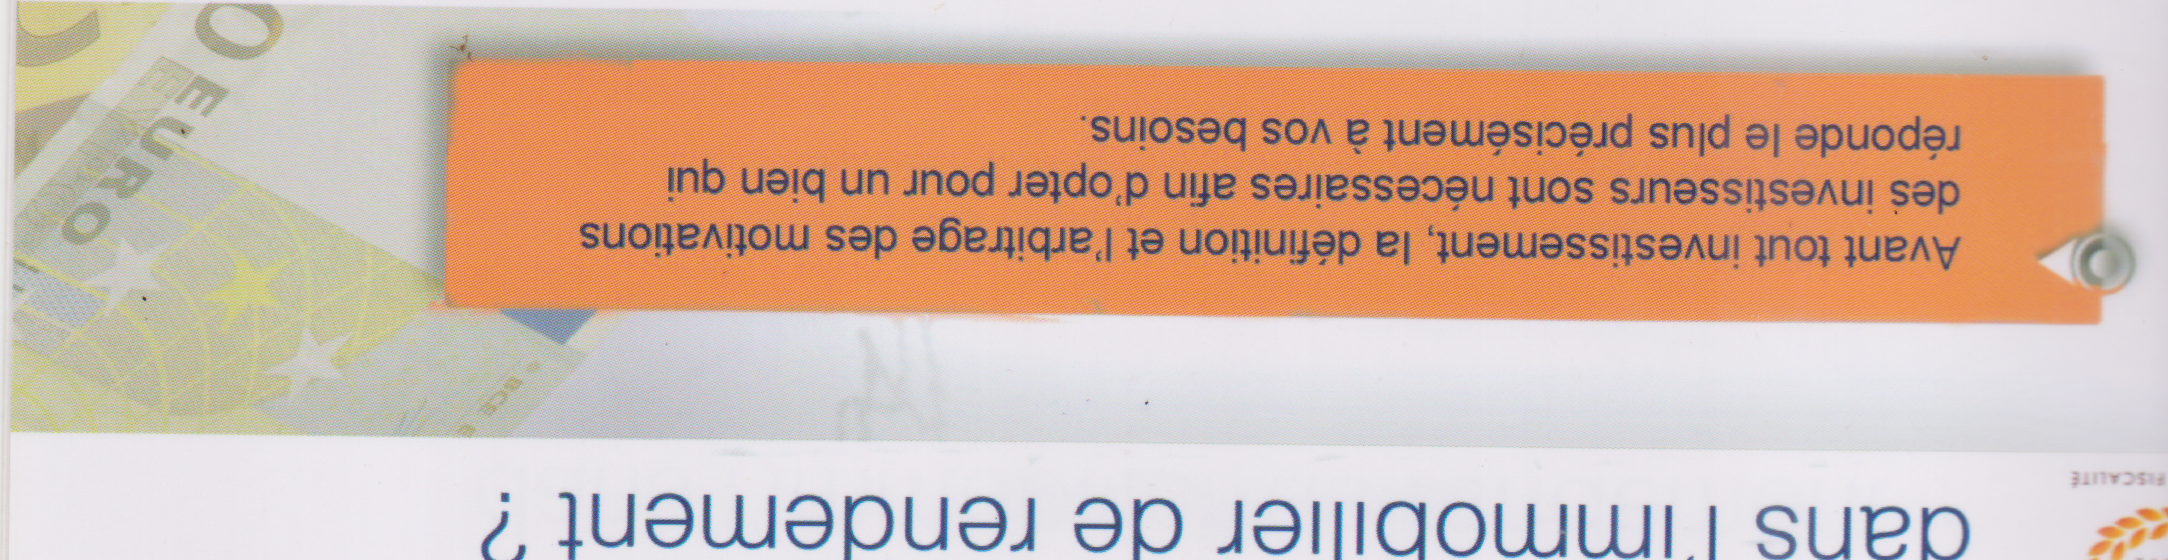 FISCALITÉ
dans l'immobilier de rendement ?
Avant tout investissement, la définition et l'arbitrage des motivations
des investisseurs sont nécessaires afin d'opter pour un bien qui
réponde le plus précisément à vos besoins.
BCE
EURO